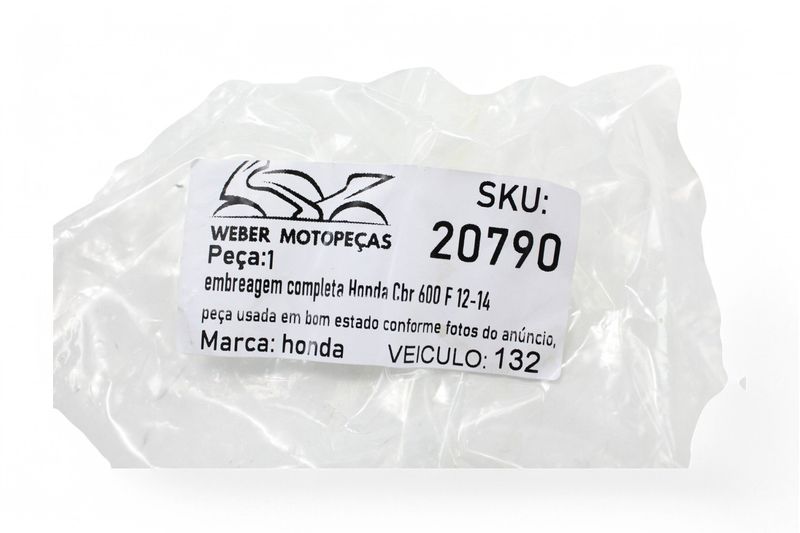 WEBER MOTOPEÇAS
SKU:
20790
Peça:1
embreagem completa Honda Cbr 600 F 12-14
peça usada em bom estado conforme fotos do anúncio,
Marca: honda VEICULO: 132